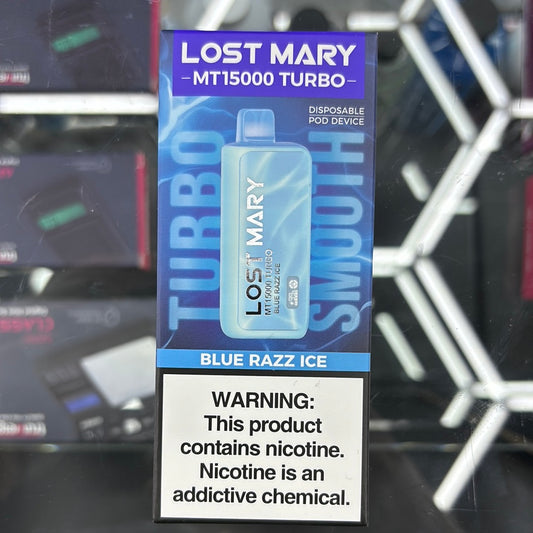 LOST MARY
MT15000 TURBO
DISPOSABLE
POD DEVICE
TURBO
SMOOTH
LOST MARY
MT15000 TURBO
BLUE RAZZ ICE
BLUE RAZZ ICE
WARNING:
This product
contains nicotine.
Nicotine is an
addictive chemical.